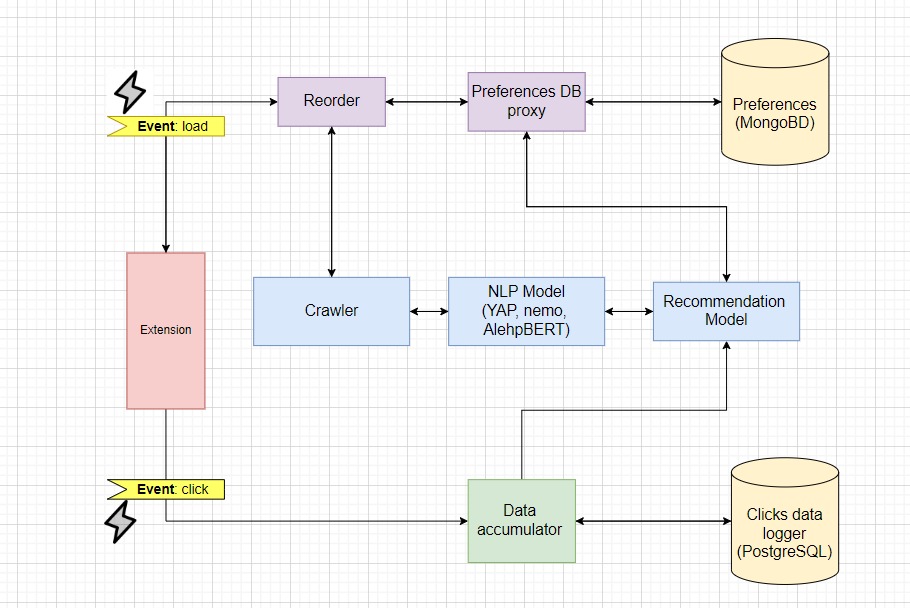 Event: load
Reorder
Preferences DB
proxy
Preferences
(MongoBD)
Extension
Crawler
NLP Model
(YAP, nemo,
AlehpBERT)
Recommendation
Model
Event: click
Data
accumulator
Clicks data
logger
(PostgreSQL)